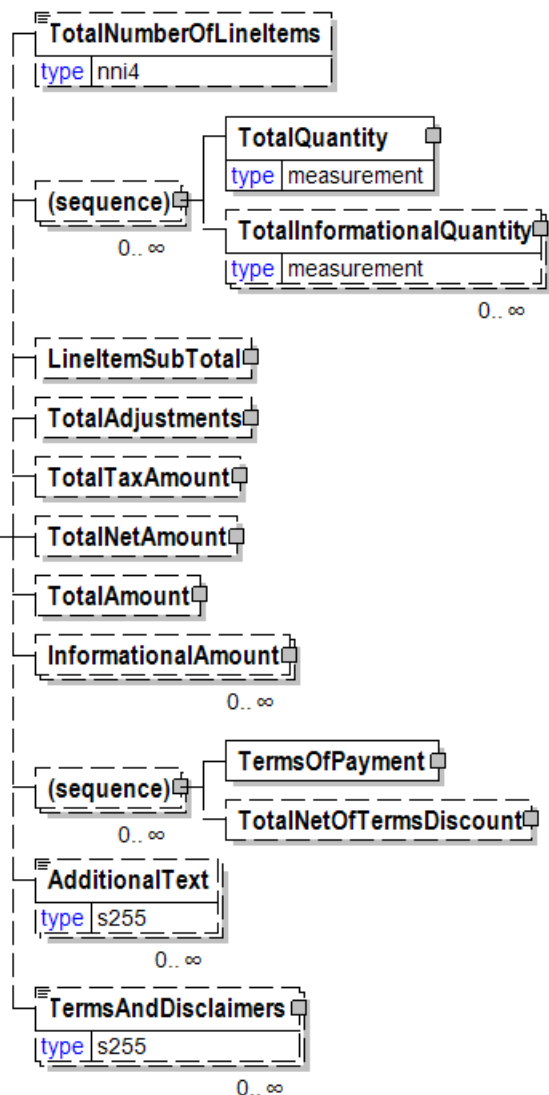 TotalNumberOfLineItems
type nni4
TotalQuantity
type measurement
(sequence)
0.. ∞
TotalInformationalQuantity
type measurement
0.. ∞
LineItemSubTotal
TotalAdjustments
TotalTaxAmount
TotalNetAmount
TotalAmount
InformationalAmount
0.. ∞
TermsOfPayment
(sequence)
0.. ∞
TotalNetOfTermsDiscount
AdditionalText
type s255
0.. ∞
TermsAndDisclaimers
type s255
0.. ∞